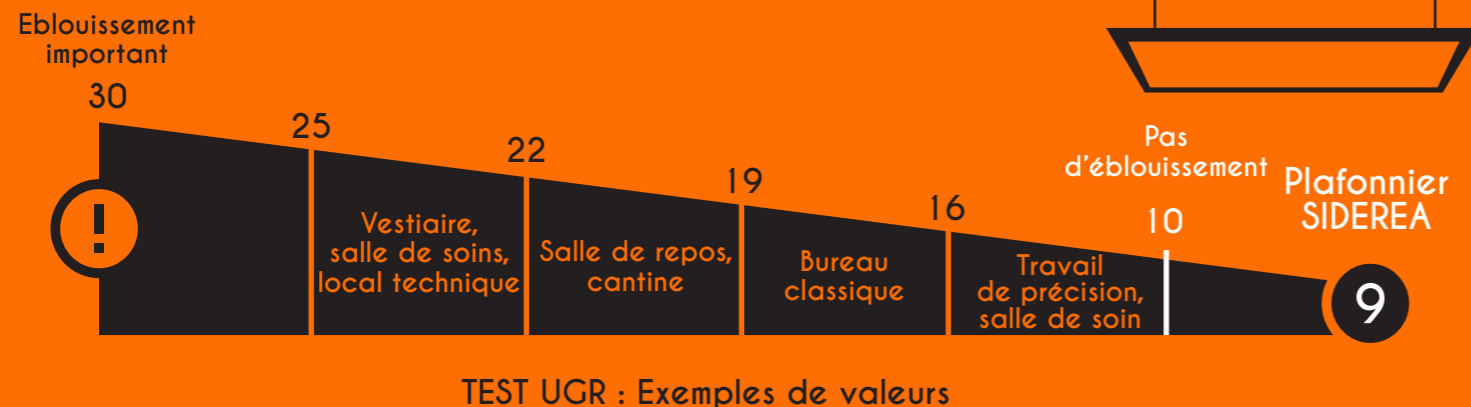 Eblouissement
important
30
25
22
19
16
Pas
d'éblouissement
10
Plafonnier
SIDEREA
9
!
Vestiaire,
salle de soins,
local technique
Salle de repos,
cantine
Bureau
classique
Travail
de précision,
salle de soin
TEST UGR : Exemples de valeurs